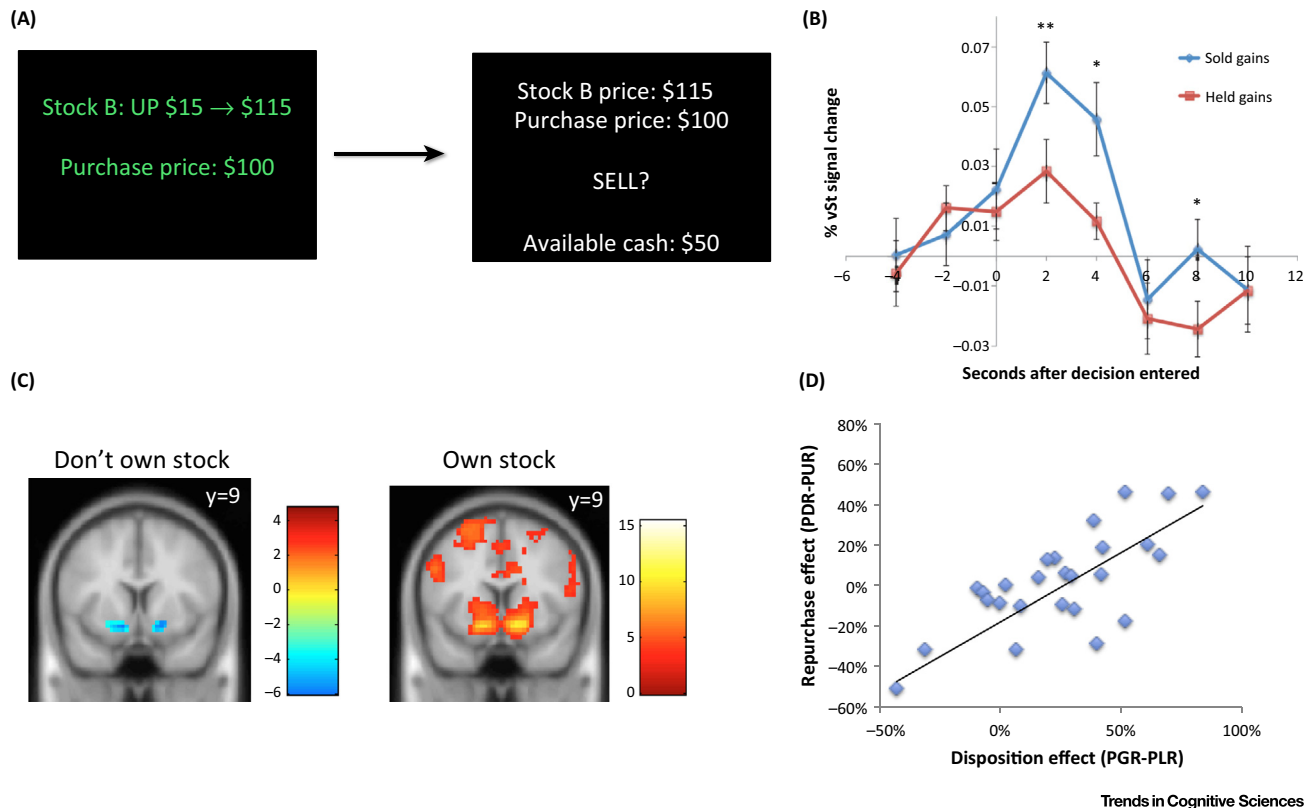 (A)
Stock B: UP $15 → $115
Purchase price: $100
Stock B price: $115
Purchase price: $100
SELL?
Available cash: $50
(B)
% vSt signal change
0.07
0.05
0.03
0.01
−0.01
−0.03
−6
−4
−2
0
2
4
6
8
10
12
**
*
*
Sold gains
Held gains
Seconds after decision entered
(C)
Don’t own stock
y=9
4
2
0
−2
−4
−6
Own stock
y=9
15
10
5
0
(D)
Repurchase effect (PDR-PUR)
80%
60%
40%
20%
0%
−20%
−40%
−60%
−50%
0%
50%
100%
Disposition effect (PGR-PLR)
Trends in Cognitive Sciences